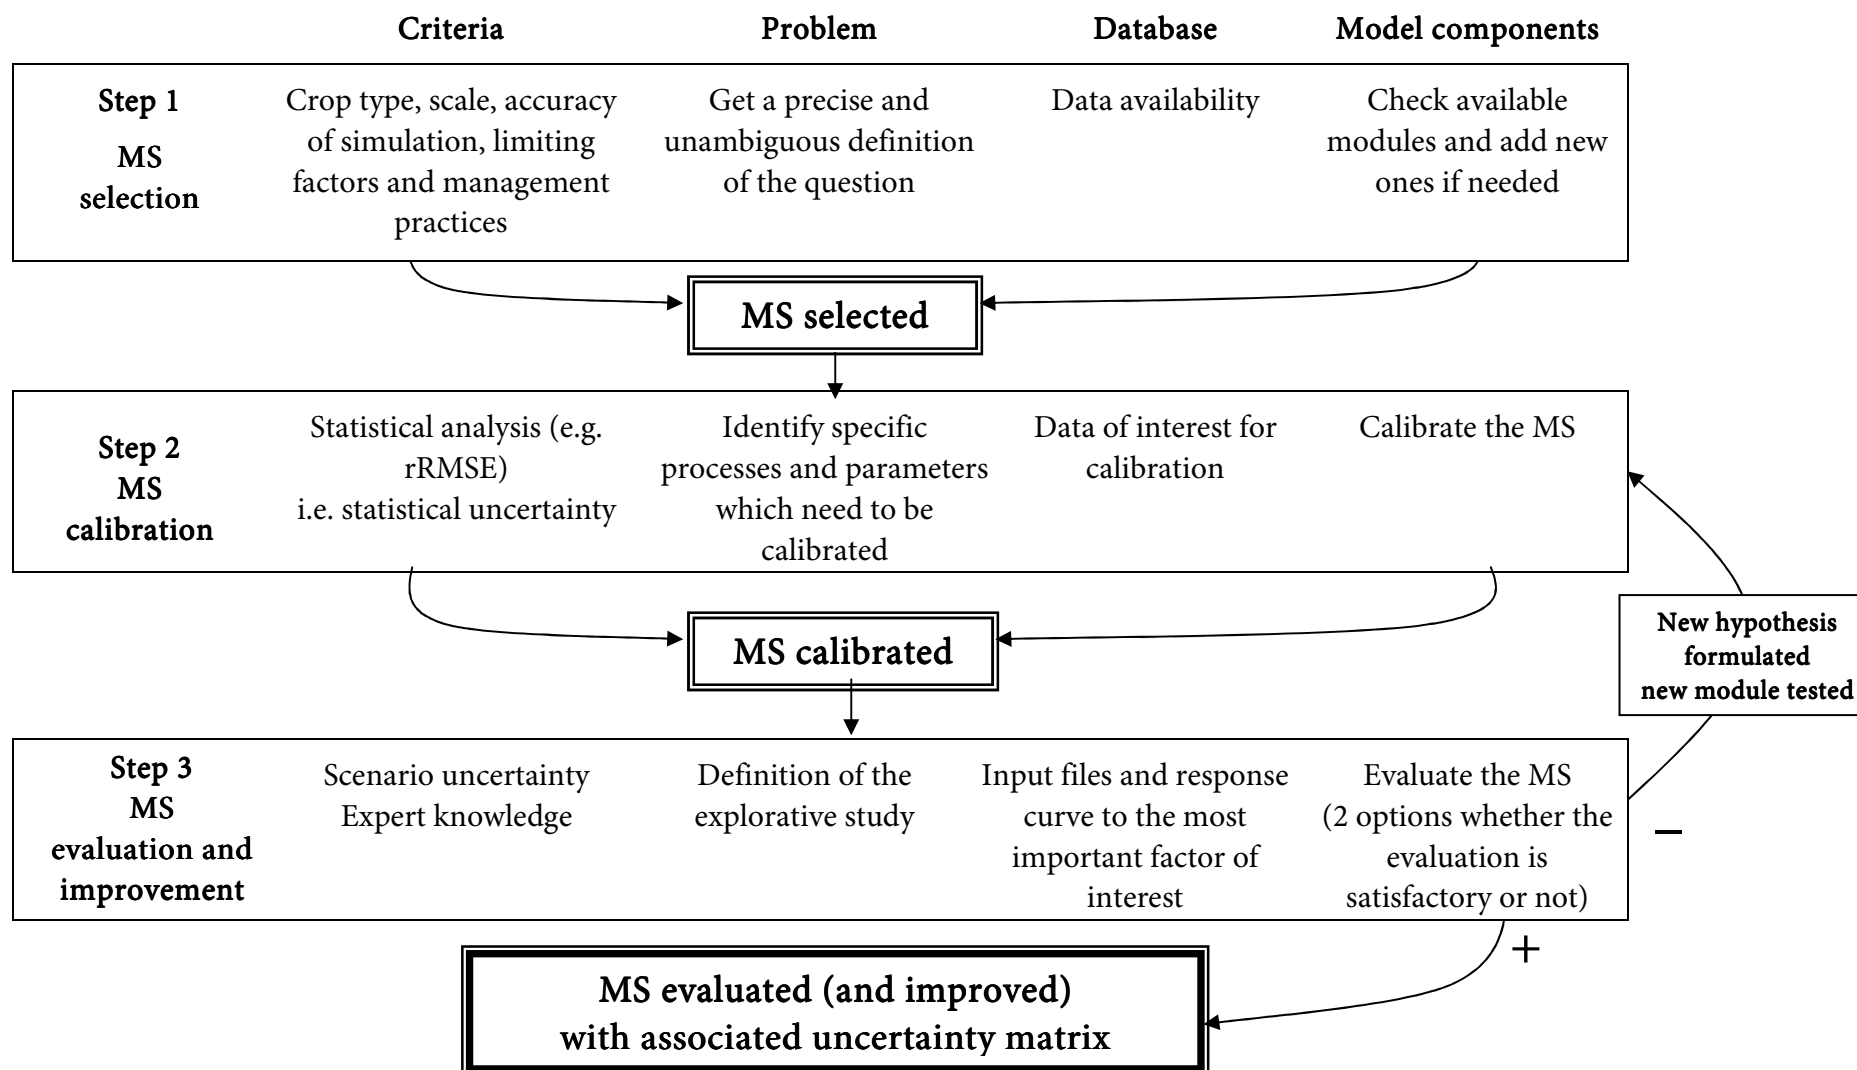 Criteria
Problem
Database
Model components
Step 1
MS
selection
Crop type, scale, accuracy
of simulation, limiting
factors and management
practices
Get a precise and
unambiguous definition
of the question
Data availability
Check available
modules and add new
ones if needed
MS selected
Step 2
MS
calibration
Statistical analysis (e.g.
rRMSE)
i.e. statistical uncertainty
Identify specific
processes and parameters
which need to be
calibrated
Data of interest for
calibration
Calibrate the MS
New hypothesis
formulated
new module tested
MS calibrated
Step 3
MS
evaluation and
improvement
Scenario uncertainty
Expert knowledge
Definition of the
explorative study
Input files and response
curve to the most
important factor of
interest
Evaluate the MS
(2 options whether the
evaluation is
satisfactory or not)
–
+
MS evaluated (and improved)
with associated uncertainty matrix